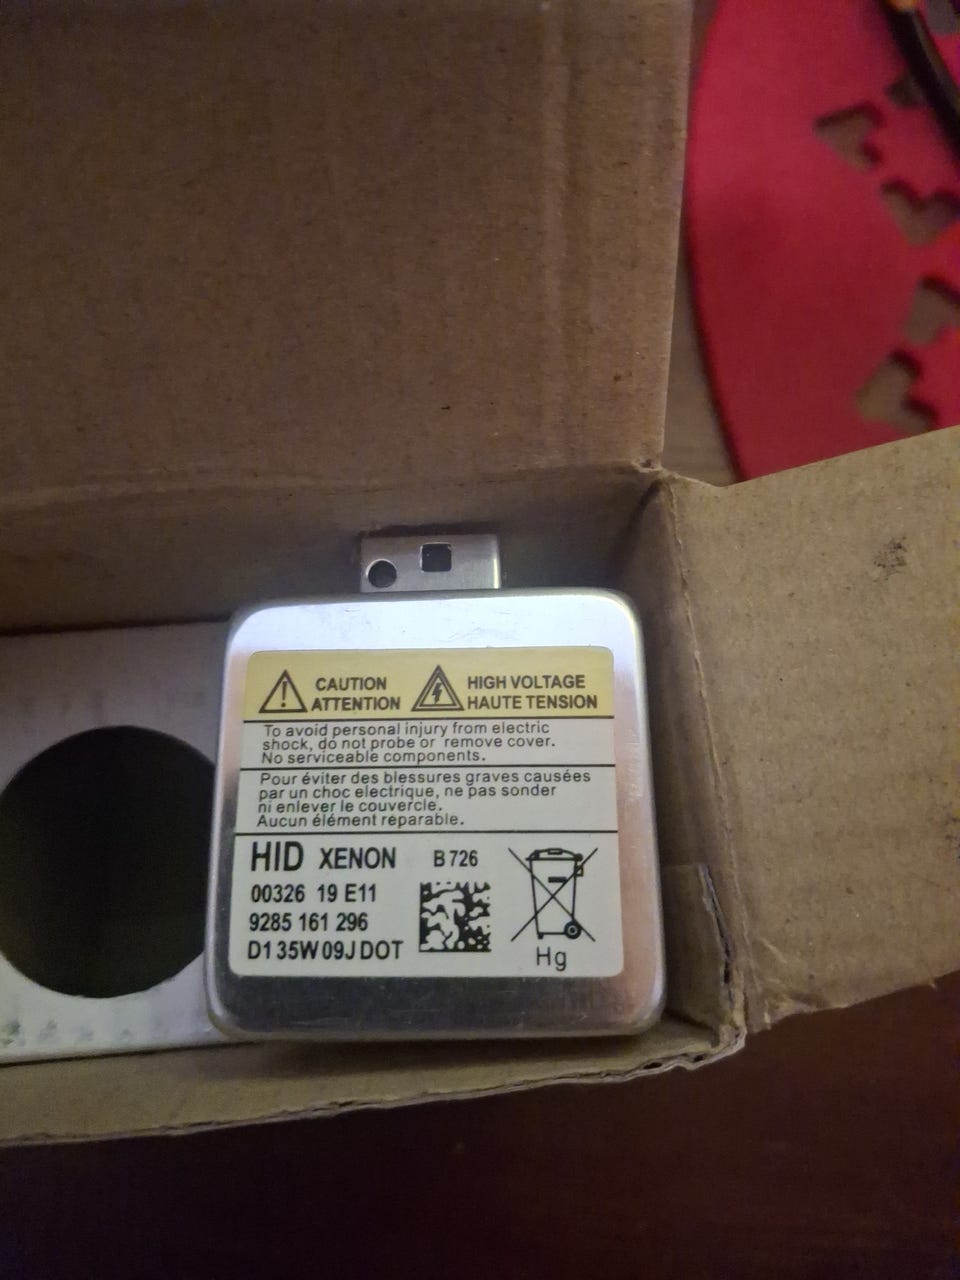 CAUTION
ATTENTION
HIGH VOLTAGE
HAUTE TENSION
To avoid personal injury from electric
shock, do not probe or remove cover.
No serviceable components.
Pour éviter des blessures graves causées
par un choc electrique, ne pas sonder
ni enlever le couvercle.
Aucun élément reparable.
HID XENON B 726
00326 19 E11
9285 161 296
D1 35W 09J DOT
Hg